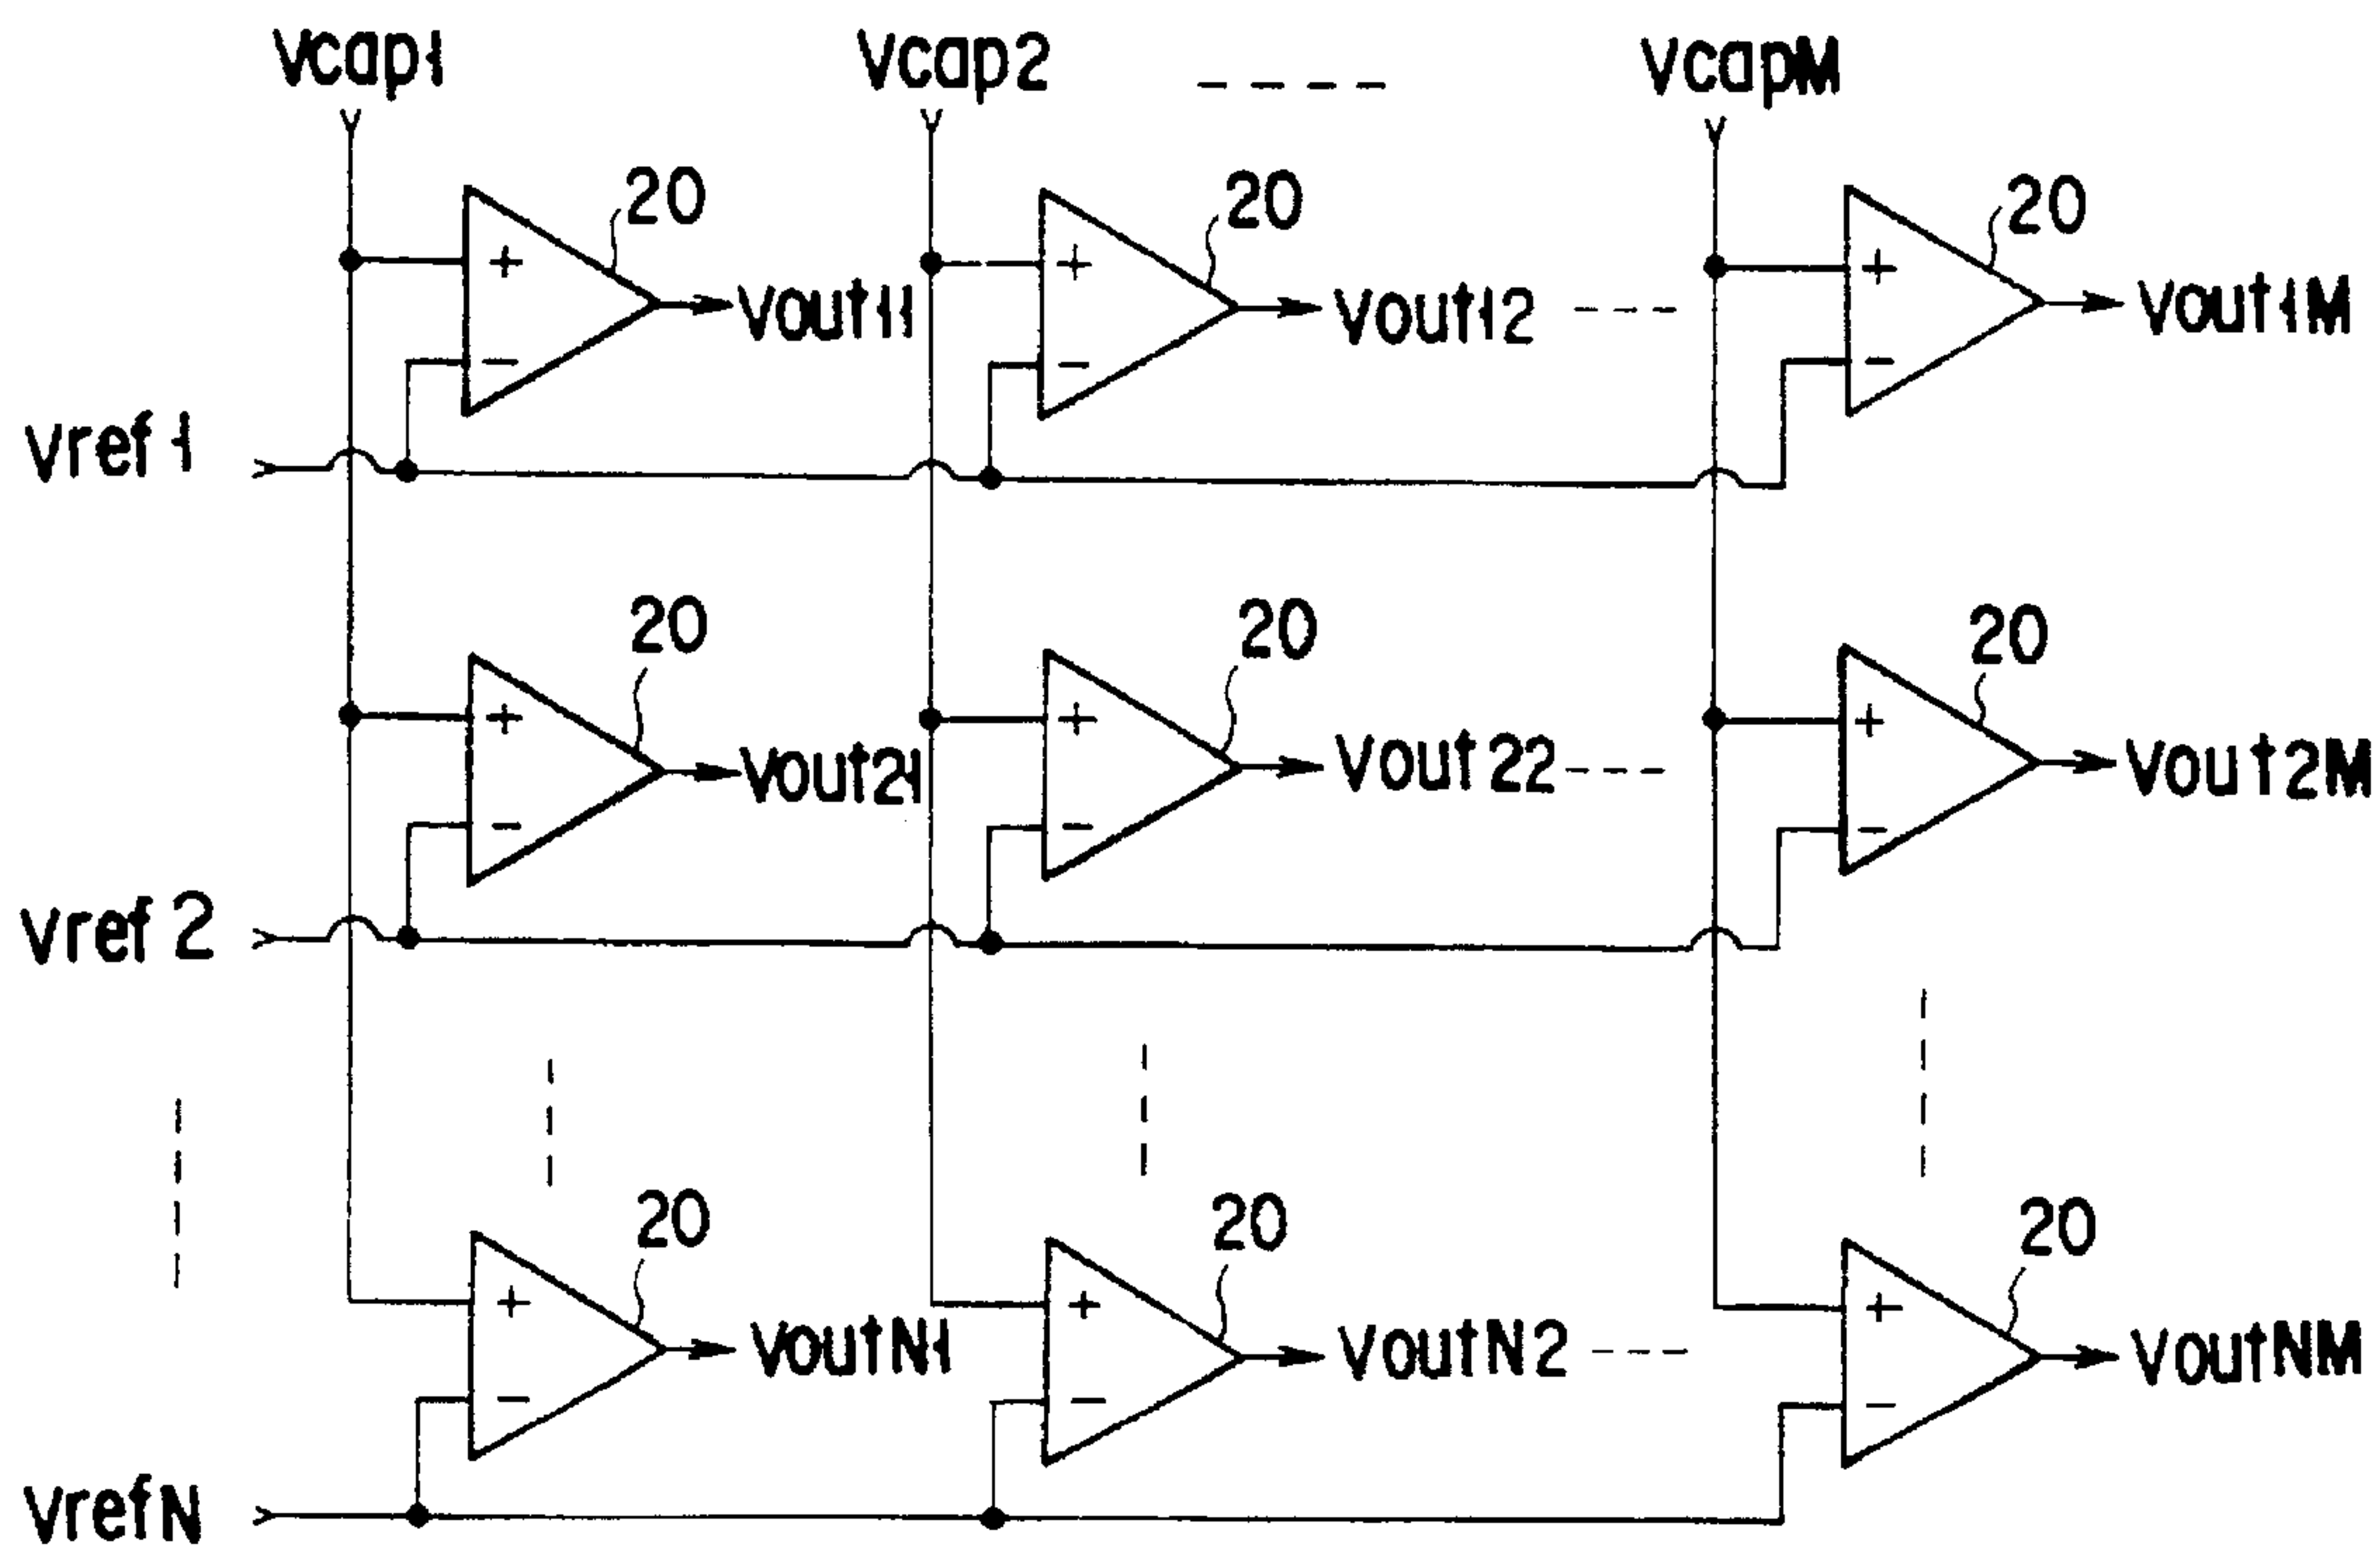 Vcap1 Vcap2 VcapM
20 20 20
+ + +
Vout11 Vout12 Vout1M
- - -
Vref1
20 20 20
+ + +
Vout21 Vout22 Vout2M
- - -
Vref2
20 20 20
+ + +
VoutN1 VoutN2 VoutNM
- - -
VrefN